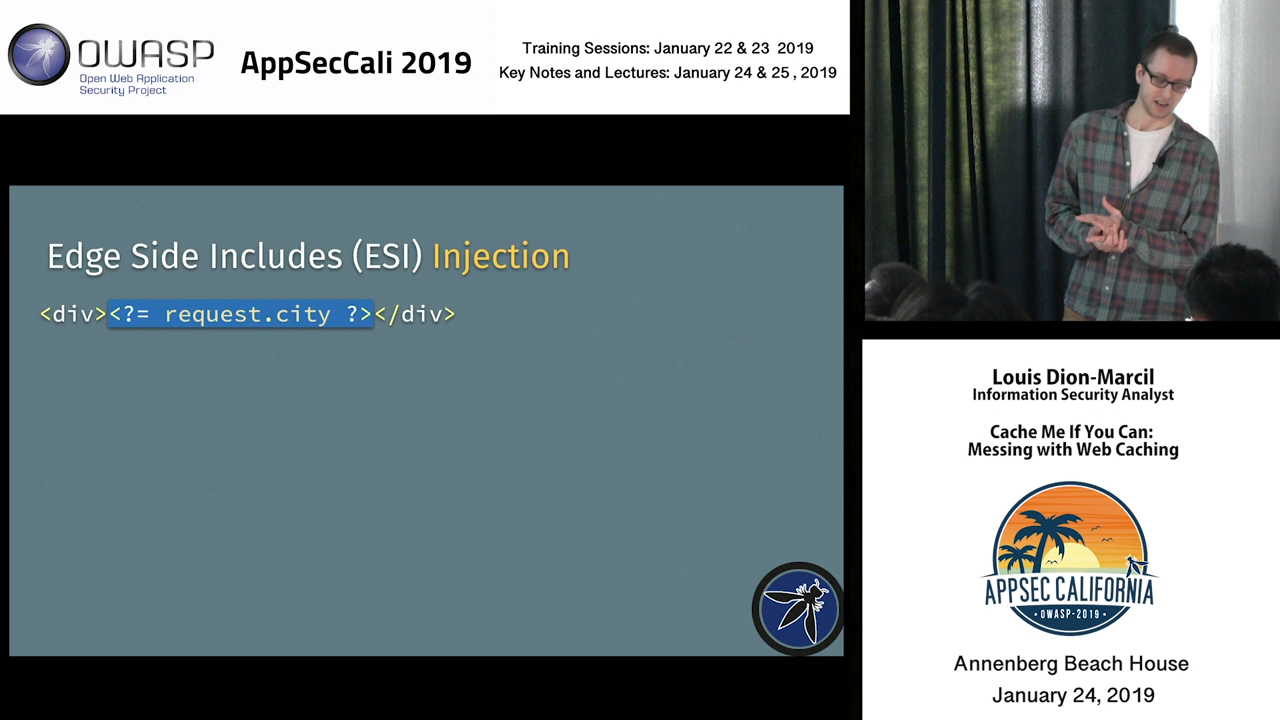 OWASP
Open Web Application
Security Project
AppSecCali 2019
Training Sessions: January 22 & 23 2019
Key Notes and Lectures: January 24 & 25 , 2019
Edge Side Includes (ESI) Injection
<div><?= request.city ?></div>
Louis Dion-Marcil
Information Security Analyst
Cache Me If You Can:
Messing with Web Caching
APPSEC CALIFORNIA
• OWASP-2019 •
Annenberg Beach House
January 24, 2019